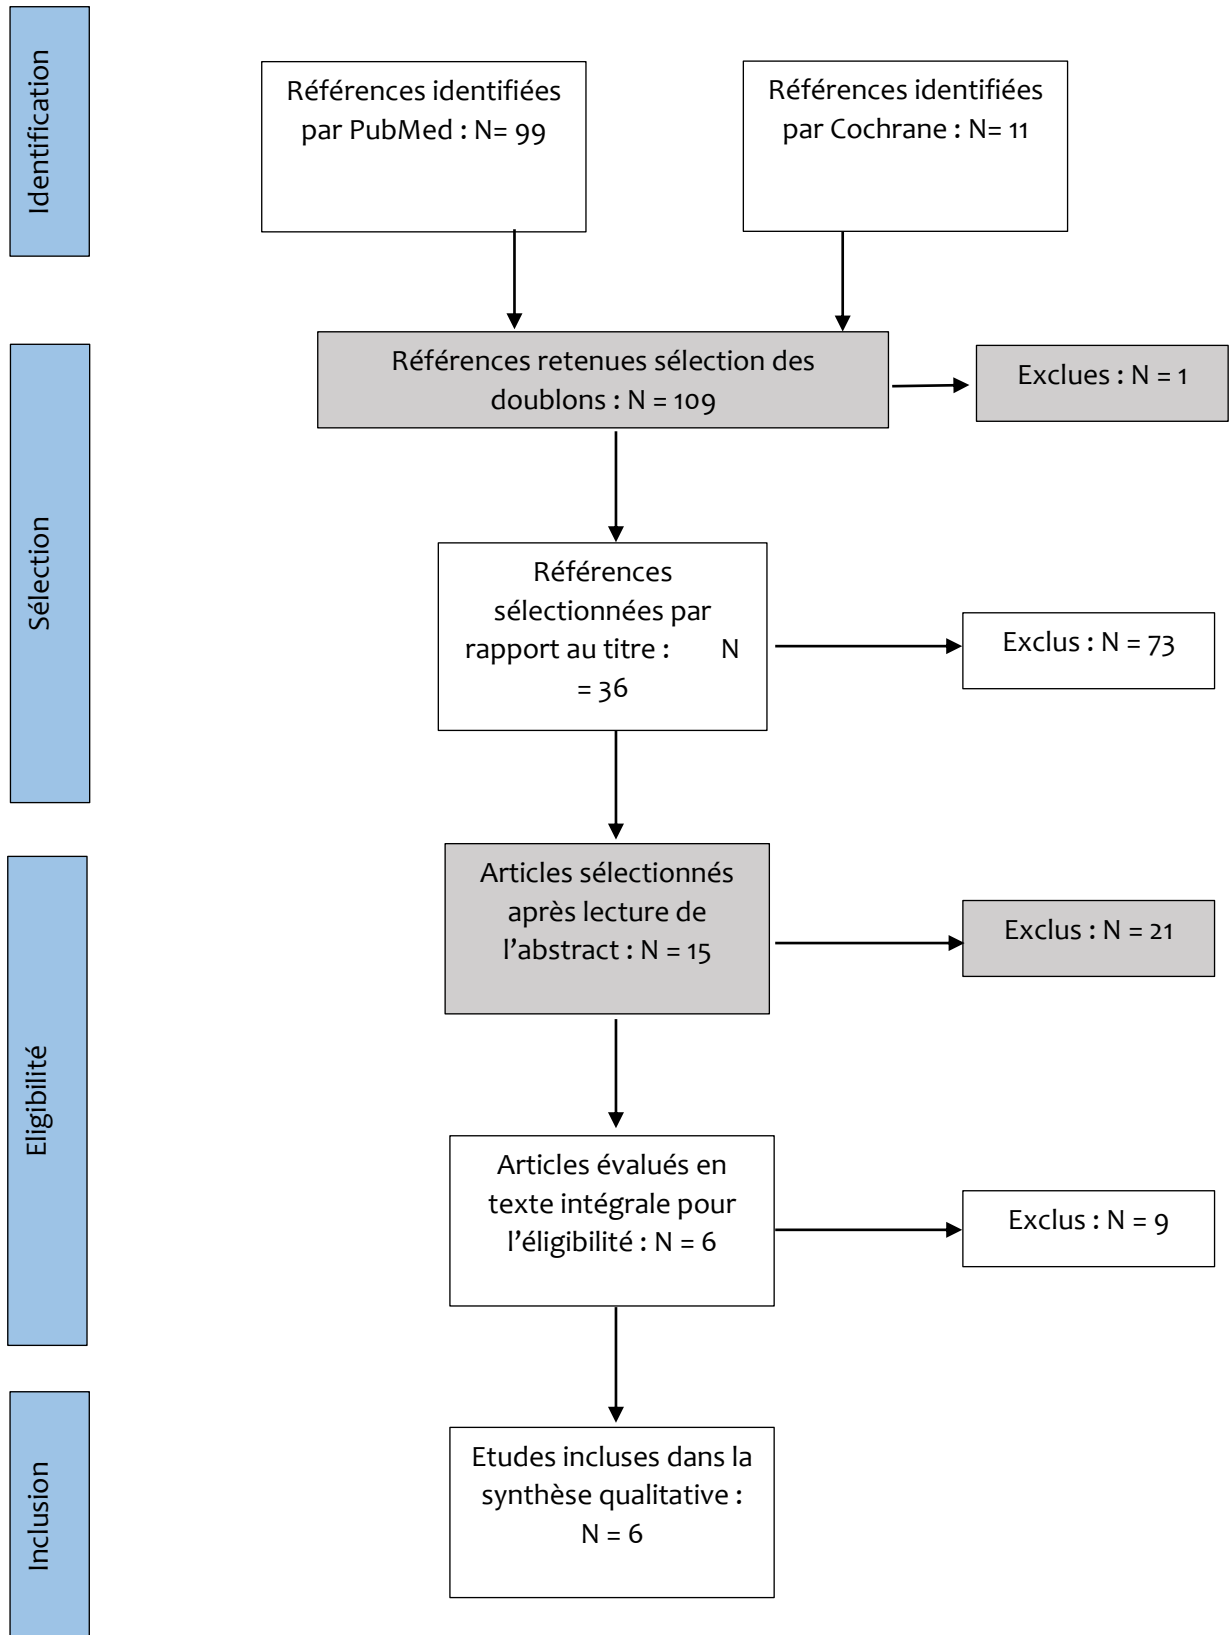 Identification
Références identifiées
par PubMed : N= 99
Références identifiées
par Cochrane : N= 11
Sélection
Références retenues sélection des
doublons : N = 109
Exclues : N = 1
Références
sélectionnées par
rapport au titre : N
= 36
Exclus : N = 73
Eligibilité
Articles sélectionnés
après lecture de
l'abstract : N = 15
Exclus : N = 21
Articles évalués en
texte intégrale pour
l'éligibilité : N = 6
Exclus : N = 9
Inclusion
Etudes incluses dans la
synthèse qualitative :
N = 6